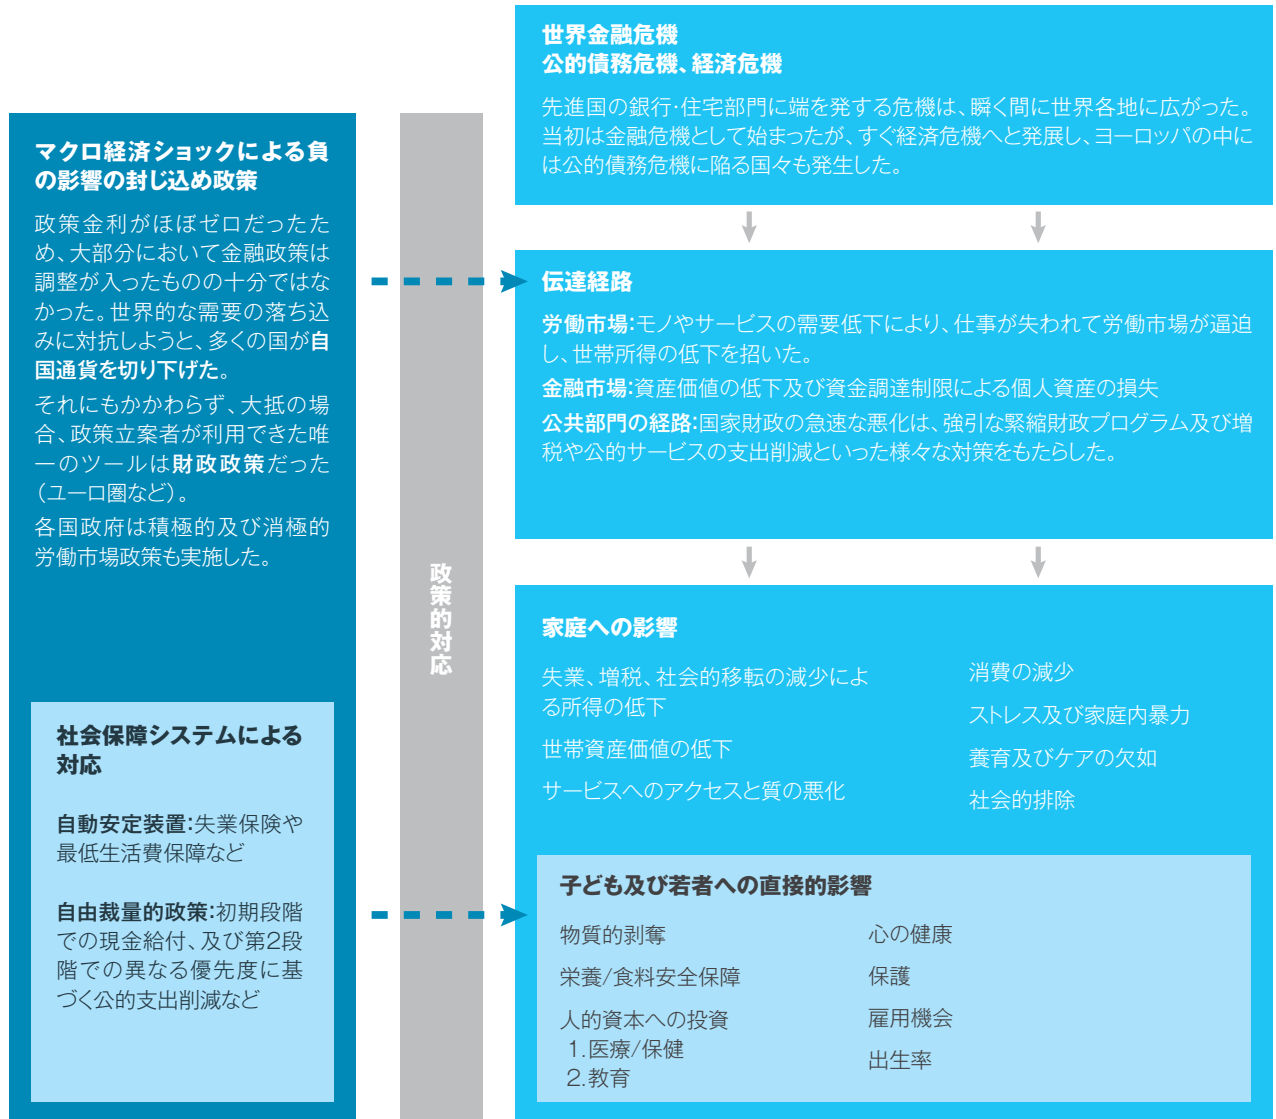 世界金融危機
公的債務危機、経済危機
先進国の銀行・住宅部門に端を発する危機は、瞬く間に世界各地に広がった。
当初は金融危機として始まったが、すぐ経済危機へと発展し、ヨーロッパの中に
は公的債務危機に陥る国々も発生した。
マクロ経済ショックによる負
の影響の封じ込め政策
政策金利がほぼゼロだったた
め、大部分において金融政策は
調整が入ったものの十分ではな
かった。世界的な需要の落ち込
みに対抗しようと、多くの国が自
国通貨を切り下げた。
それにもかかわらず、大抵の場
合、政策立案者が利用できた唯
一のツールは財政政策だった
（ユーロ圏など）。
各国政府は積極的及び消極的
労働市場政策も実施した。
社会保障システムによる
対応
自動安定装置:失業保険や
最低生活費保障など
自由裁量的政策:初期段階
での現金給付、及び第2段
階での異なる優先度に基
づく公的支出削減など
政策的対応
伝達経路
労働市場:モノやサービスの需要低下により、仕事が失われて労働市場が逼迫
し、世帯所得の低下を招いた。
金融市場:資産価値の低下及び資金調達制限による個人資産の損失
公共部門の経路:国家財政の急速な悪化は、強引な緊縮財政プログラム及び増
税や公的サービスの支出削減といった様々な対策をもたらした。
家庭への影響
失業、増税、社会的移転の減少によ
る所得の低下
世帯資産価値の低下
サービスへのアクセスと質の悪化
消費の減少
ストレス及び家庭内暴力
養育及びケアの欠如
社会的排除
子ども及び若者への直接的影響
物質的剥奪
栄養/食料安全保障
人的資本への投資
1.医療/保健
2.教育
心の健康
保護
雇用機会
出生率